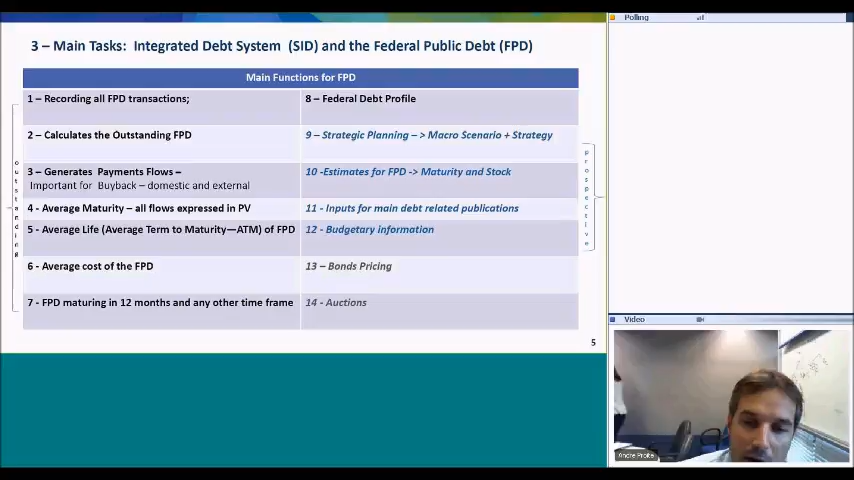 3 – Main Tasks: Integrated Debt System (SID) and the Federal Public Debt (FPD)
Main Functions for FPD
1 – Recording all FPD transactions;
8 – Federal Debt Profile
2 – Calculates the Outstanding FPD
9 – Strategic Planning – > Macro Scenario + Strategy
3 – Generates Payments Flows –
Important for Buyback – domestic and external
10 -Estimates for FPD -> Maturity and Stock
4 - Average Maturity – all flows expressed in PV
11 - Inputs for main debt related publications
5 - Average Life (Average Term to Maturity—ATM) of FPD
12 - Budgetary information
6 - Average cost of the FPD
13 – Bonds Pricing
7 - FPD maturing in 12 months and any other time frame
14 - Auctions
outstanding
prospective
5
Polling
Video
Andre Proite